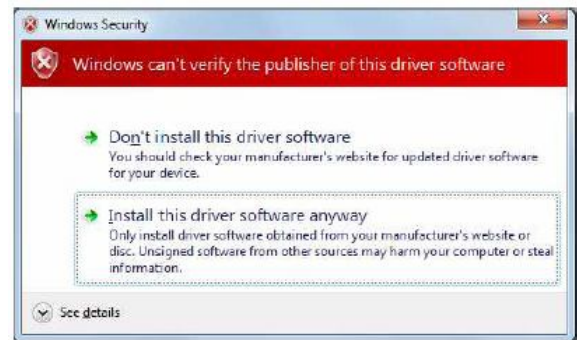 Windows Security
Windows can't verify the publisher of this driver software
Don't install this driver software
You should check your manufacturer's website for updated driver software
for your device.
Install this driver software anyway
Only install driver software obtained from your manufacturer's website or
disc. Unsigned software from other sources may harm your computer or steal
information.
See details